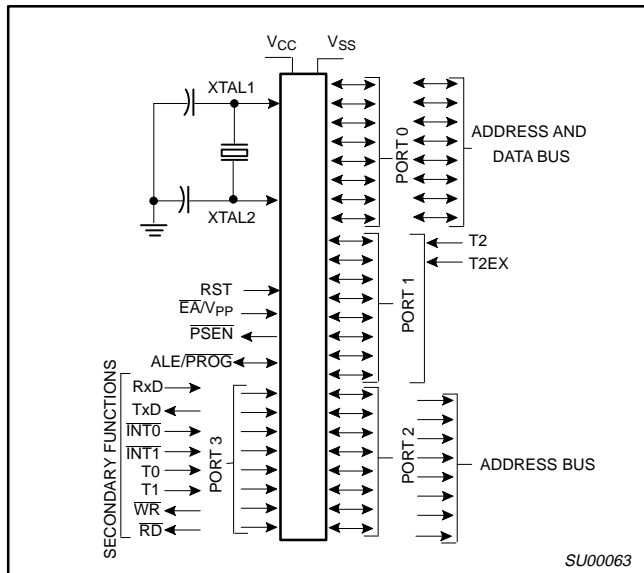 VCC VSS
XTAL1
XTAL2
PORT 0
ADDRESS AND
DATA BUS
PORT 1
T2
T2EX
RST
EA/VPP
PSEN
ALE/PROG
SECONDARY FUNCTIONS
RxD
TxD
INT0
INT1
T0
T1
WR
RD
PORT 3
PORT 2
ADDRESS BUS
SU00063